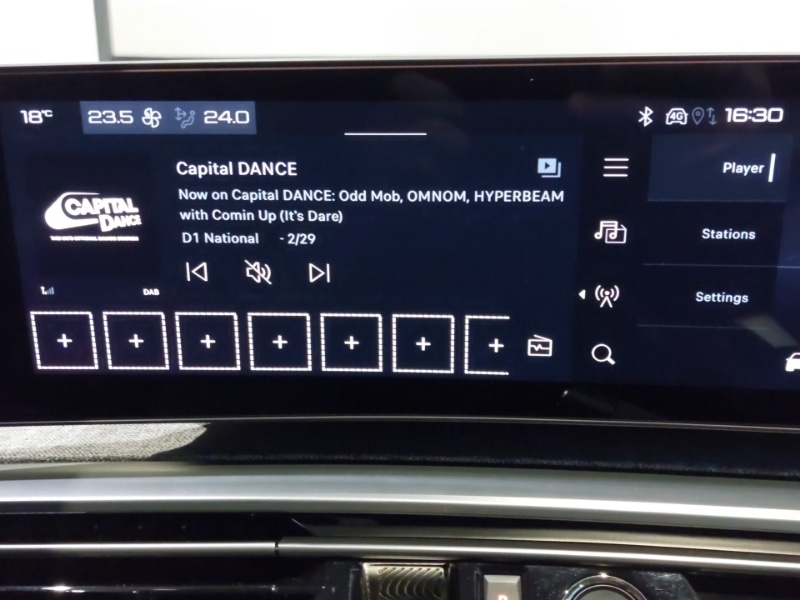 18°C
23.5 24.0
4G
16:30
Capital DANCE
Now on Capital DANCE: Odd Mob, OMNOM, HYPERBEAM
with Comin Up (It's Dare)
D1 National - 2/29
CAPITAL
DANCE
DAB
Player
Stations
Settings